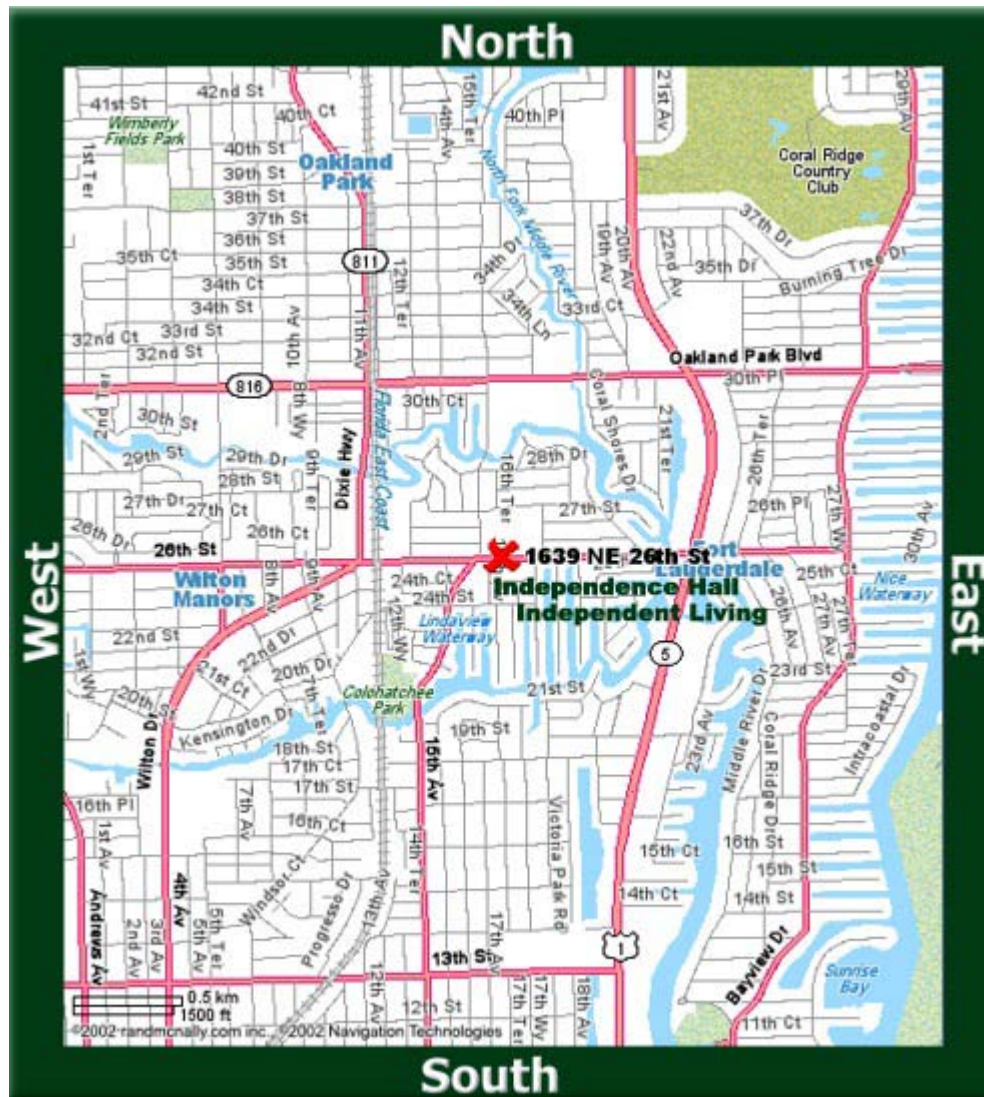 North
41st St
42nd St
40th Ct
15th Ter
14th Av
40th Pl
21st Av
29th Av
Wimberly
Fields Park
1st Ter
40th St
Oakland
Park
39th St
38th St
37th St
36th St
35th St
35th Ct
34th Ct
34th St
33rd St
32nd Ct
32nd St
10th Av
811
11th Av
12th Ter
North Fork Middle River
34th Dr
34th Ln
33rd Ct
19th Av
20th Av
22nd Av
35th Dr
37th Dr
Burning Tree Dr
Coral Ridge
Country
Club
Oakland Park Blvd
30th Pl
816
2nd Ter
8th Wy
30th Ct
30th St
29th St
29th Dr
28th St
9th Ter
27th Dr
27th Ct
26th Dr
26th Ct
26th St
Dixie Hwy
Florida East Coast
16th Ter
28th Dr
27th St
Coral Shores Dr
21st Ter
26th Ter
26th Pl
27th Wy
30th Av
West
East
1639 NE 26th St
Independence Hall
Independent Living
Fort
Lauderdale
Wilton
Manors
8th Av
9th Av
24th Ct
24th St
12th Wy
Lindaview
Waterway
25th Ct
Nice
Waterway
26th Av
27th Av
27th Ter
23rd St
22nd St
22nd Dr
21st Ct
20th Dr
17th Ter
1st Wy
20th St
Kensington Dr
Wilton Dr
Colohatchee
Park
21st St
19th St
5
23rd Av
Middle River Dr
Coral Ridge Dr
Intracoastal Dr
18th St
17th Ct
17th St
16th Ct
16th Pl
1st Av
7th Av
Windsor Ct
Progresso Dr
13th Av
15th Av
14th Ter
Victoria Park Rd
15th Ct
14th Ct
16th St
15th St
14th St
Andrews Av
2nd Av
3rd Av
4th Av
5th Av
5th Ter
13th St
17th Av
1
Bayview Dr
Sunrise
Bay
11th Ct
12th Av
12th St
17th Ter
17th Wy
18th Av
0.5 km
1500 ft
©2002 randmcnally.com inc., ©2002 Navigation Technologies
South